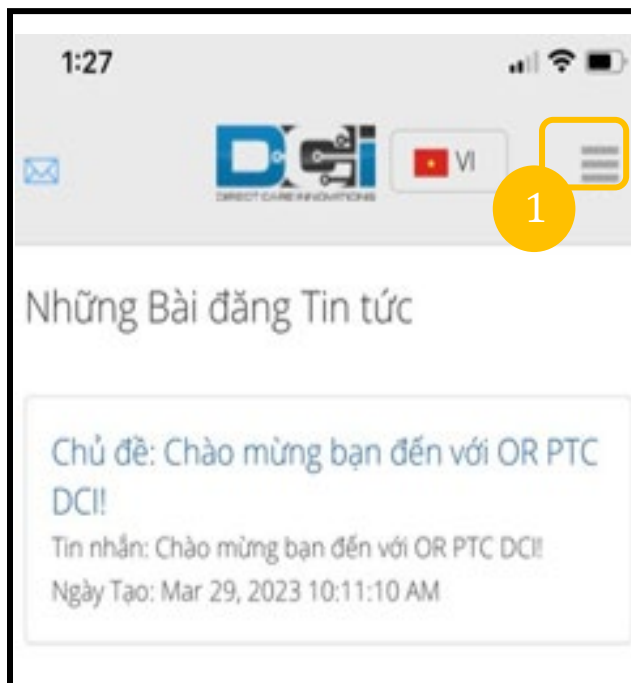 1:27
DCI
DIRECT CARE INNOVATIONS
VI
1
Những Bài đăng Tin tức
Chủ đề: Chào mừng bạn đến với OR PTC
DCI!
Tin nhắn: Chào mừng bạn đến với OR PTC DCI!
Ngày Tạo: Mar 29, 2023 10:11:10 AM